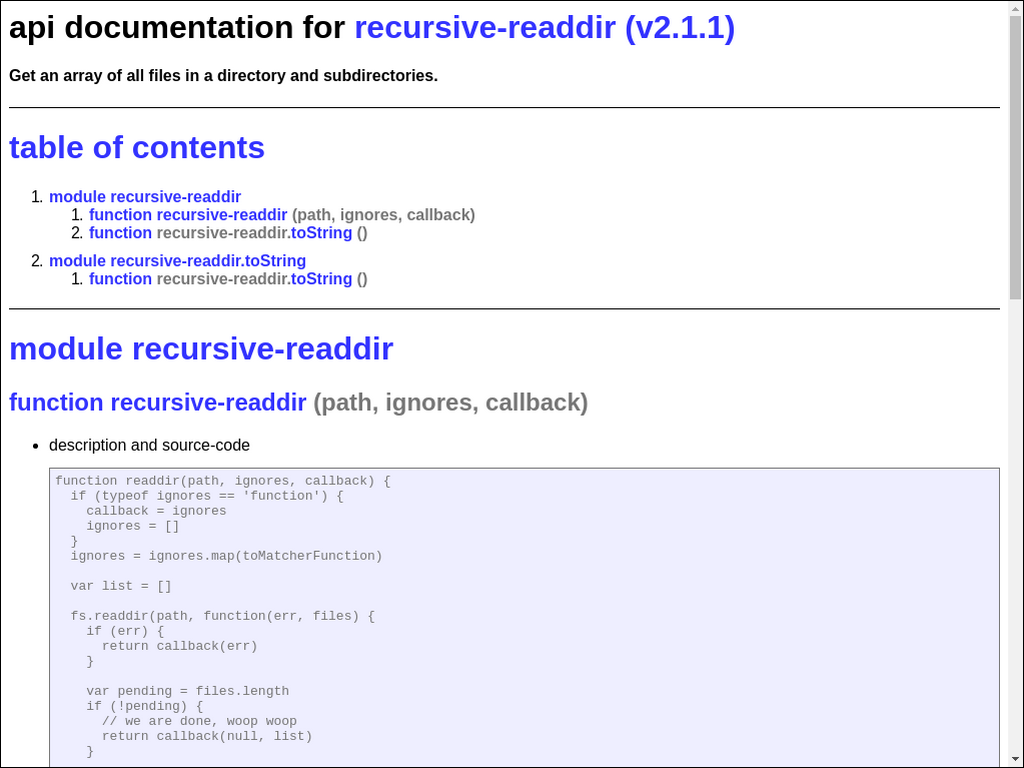 api documentation for recursive-readdir (v2.1.1)
Get an array of all files in a directory and subdirectories.
table of contents
1. module recursive-readdir
1. function recursive-readdir (path, ignores, callback)
2. function recursive-readdir.toString ()
2. module recursive-readdir.toString
1. function recursive-readdir.toString ()
module recursive-readdir
function recursive-readdir (path, ignores, callback)
• description and source-code
function readdir(path, ignores, callback) {
  if (typeof ignores == 'function') {
    callback = ignores
    ignores = []
  }
  ignores = ignores.map(toMatcherFunction)

  var list = []

  fs.readdir(path, function(err, files) {
    if (err) {
      return callback(err)
    }

    var pending = files.length
    if (!pending) {
      // we are done, woop woop
      return callback(null, list)
    }